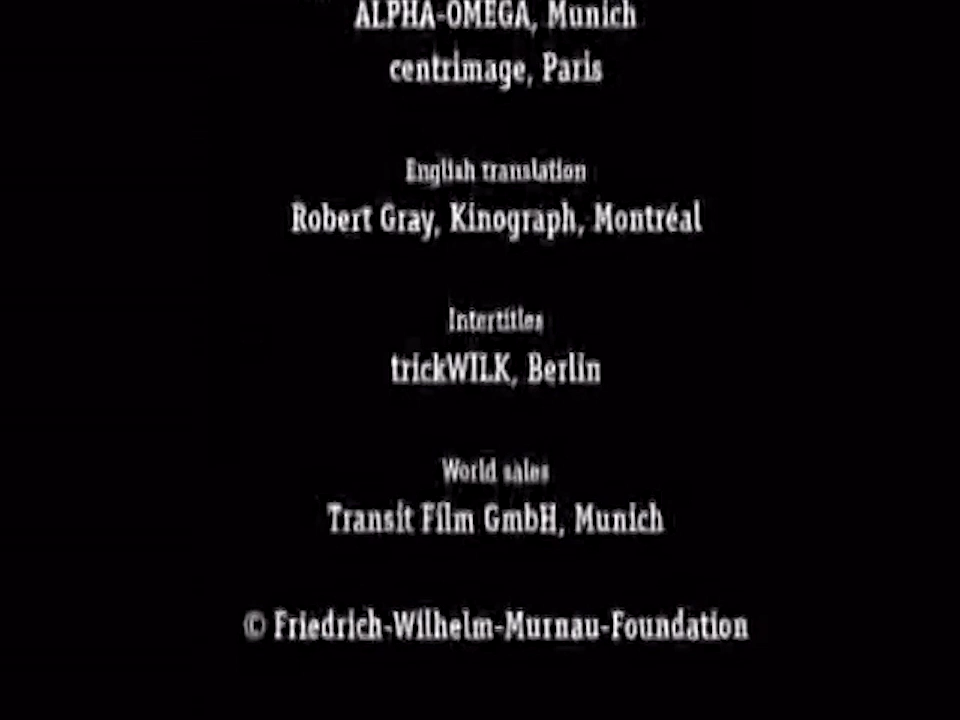 ALPHA-OMEGA, Munich
centrimage, Paris
English translation
Robert Gray, Kinograph, Montréal
Intertitles
trickWILK, Berlin
World sales
Transit Film GmbH, Munich
© Friedrich-Wilhelm-Murnau-Foundation